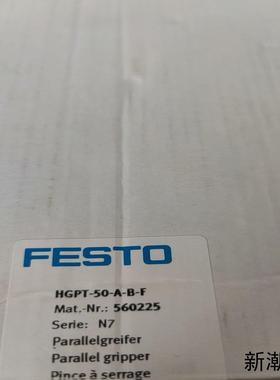 FESTO
HGPT-50-A-B-F
Mat.-Nr.: 560225
Serie: N7
Parallelgreifer
Parallel gripper
Pince à serrage
新潮